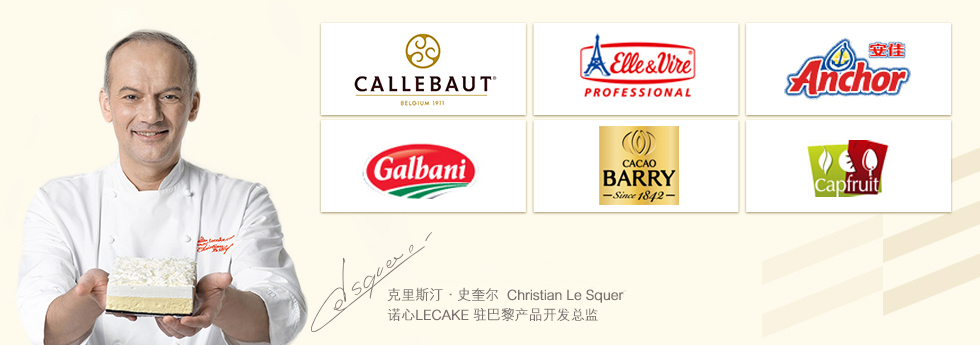 CALLEBAUT®
BELGIUM 1911
Elle & Vire®
PROFESSIONAL
安佳
Anchor
Galbani
CACAO
BARRY
Since 1842
Capfruit
克里斯汀·史奎尔 Christian Le Squer
诺心LECAKE 驻巴黎产品开发总监